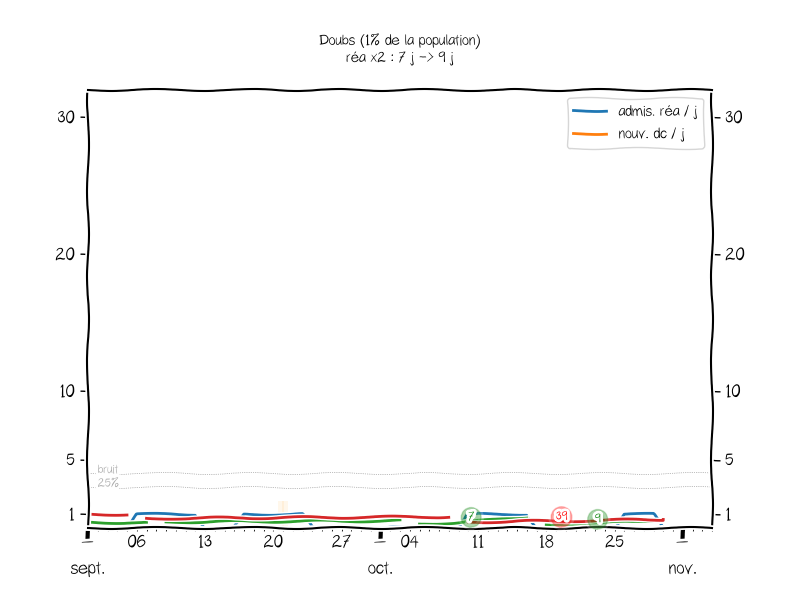 Doubs (1% de la population)
réa x2 : 7 j -> 9 j
admis. réa / j
nouv. dc / j
30
30
20
20
10
10
5
5
bruit
25%
1
1
7
39
9
06
13
20
27
04
11
18
25
sept.
oct.
nov.